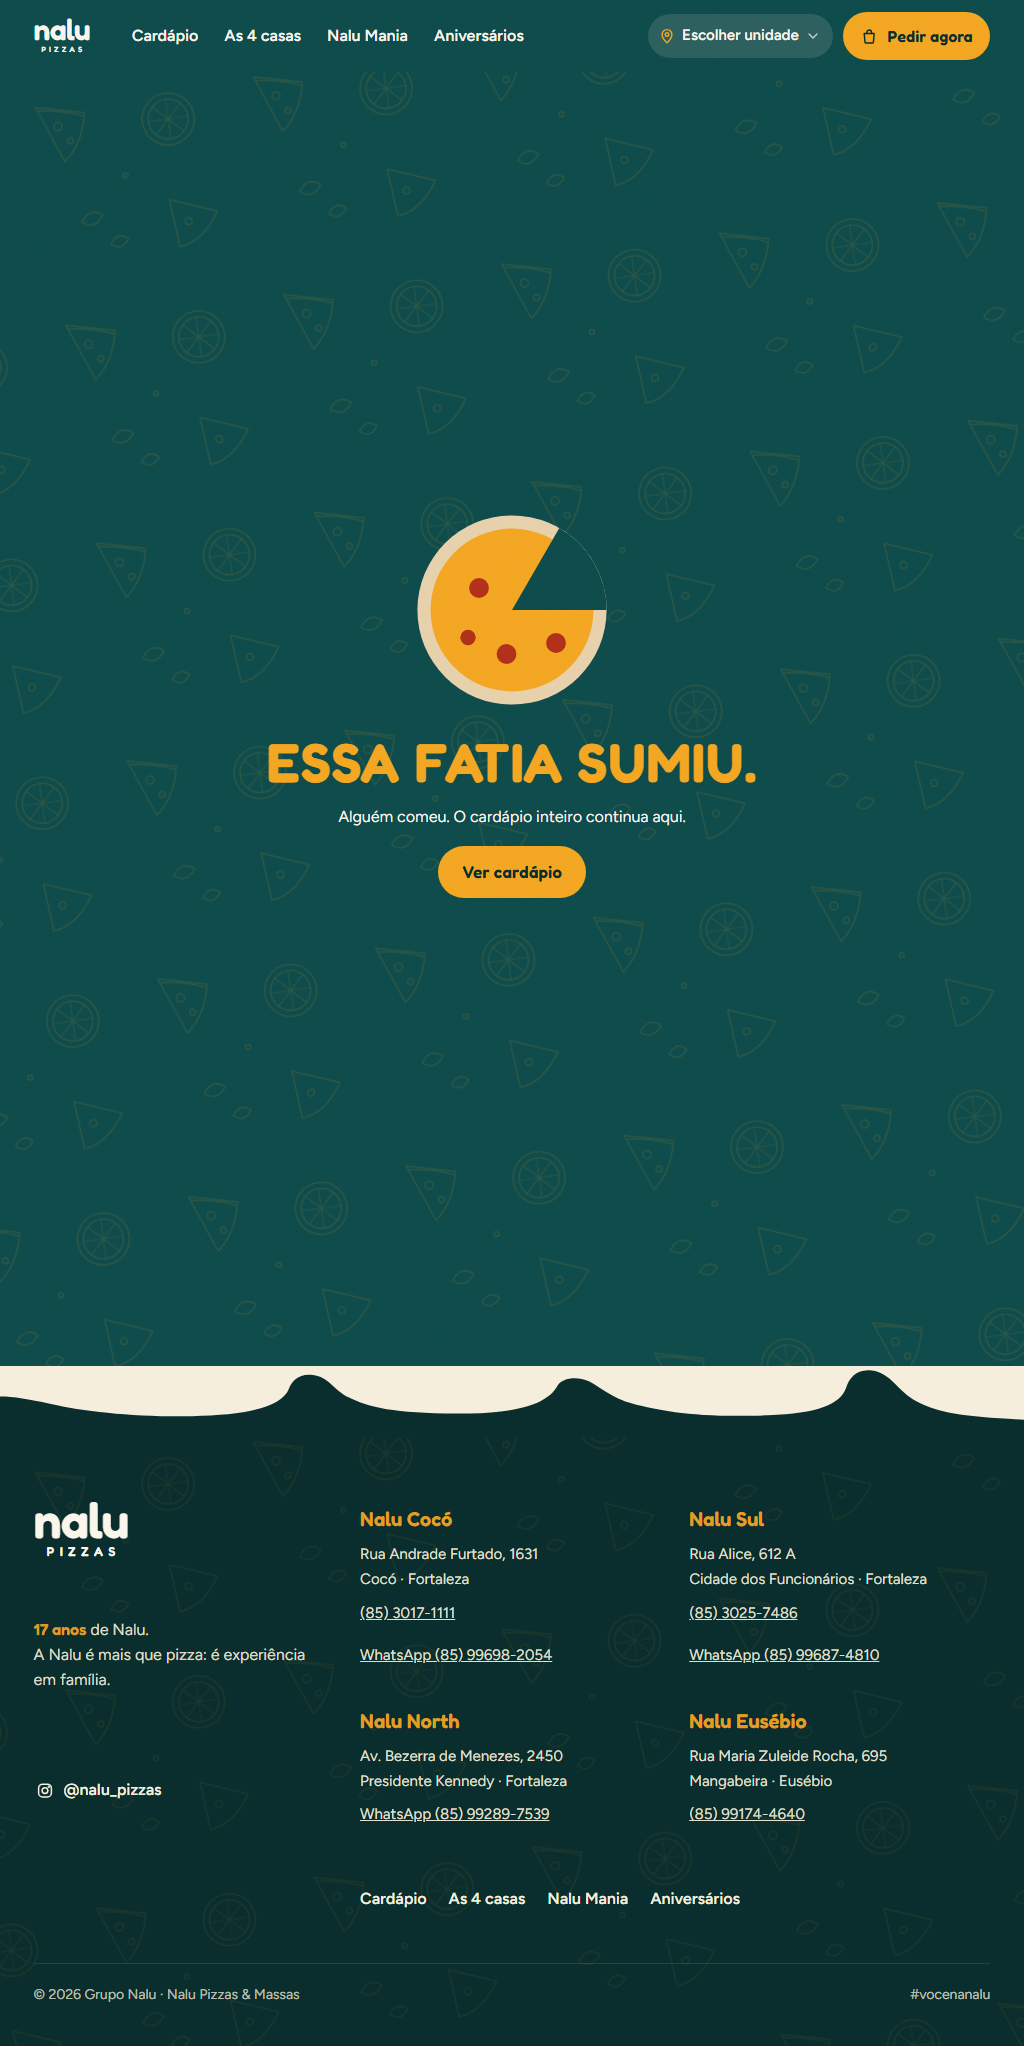 nalu
PIZZAS
Cardápio
As 4 casas
Nalu Mania
Aniversários
Escolher unidade
Pedir agora
ESSA FATIA SUMIU.
Alguém comeu. O cardápio inteiro continua aqui.
Ver cardápio
nalu
PIZZAS
17 anos de Nalu.
A Nalu é mais que pizza: é experiência
em família.
@nalu_pizzas
Nalu Cocó
Rua Andrade Furtado, 1631
Cocó · Fortaleza
(85) 3017-1111
WhatsApp (85) 99698-2054
Nalu Sul
Rua Alice, 612 A
Cidade dos Funcionários · Fortaleza
(85) 3025-7486
WhatsApp (85) 99687-4810
Nalu North
Av. Bezerra de Menezes, 2450
Presidente Kennedy · Fortaleza
WhatsApp (85) 99289-7539
Nalu Eusébio
Rua Maria Zuleide Rocha, 695
Mangabeira · Eusébio
(85) 99174-4640
Cardápio
As 4 casas
Nalu Mania
Aniversários
© 2026 Grupo Nalu · Nalu Pizzas & Massas
#vocenanalu